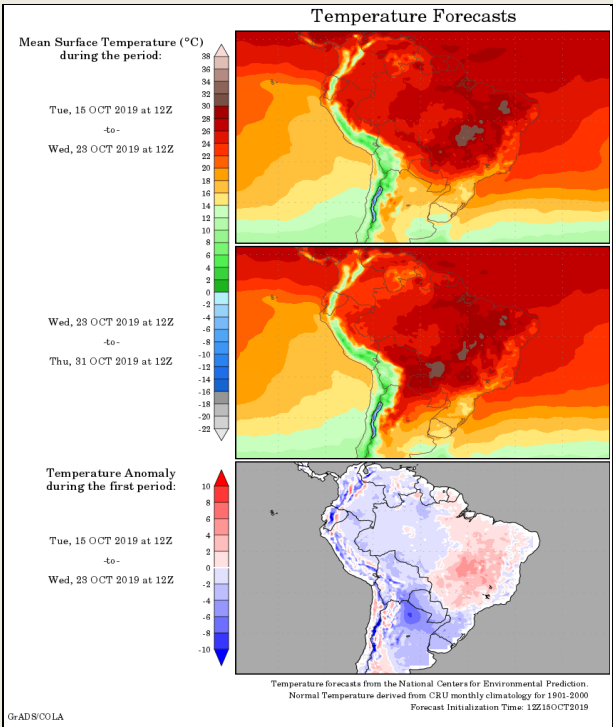 Temperature Forecasts
Mean Surface Temperature (°C)
during the period:
Tue, 15 OCT 2019 at 12Z
-to-
Wed, 23 OCT 2019 at 12Z
38
36
34
32
30
28
26
24
22
20
18
16
14
12
10
8
6
4
2
0
-2
-4
-6
-8
-10
-12
-14
-16
-18
-20
-22
Wed, 23 OCT 2019 at 12Z
-to-
Thu, 31 OCT 2019 at 12Z
Temperature Anomaly
during the first period:
Tue, 15 OCT 2019 at 12Z
-to-
Wed, 23 OCT 2019 at 12Z
10
8
6
4
2
0
-2
-4
-6
-8
-10
Temperature forecasts from the National Centers for Environmental Prediction.
Normal Temperature derived from CRU monthly climatology for 1901-2000
Forecast Initialization Time: 12Z15OCT2019
GrADS/COLA